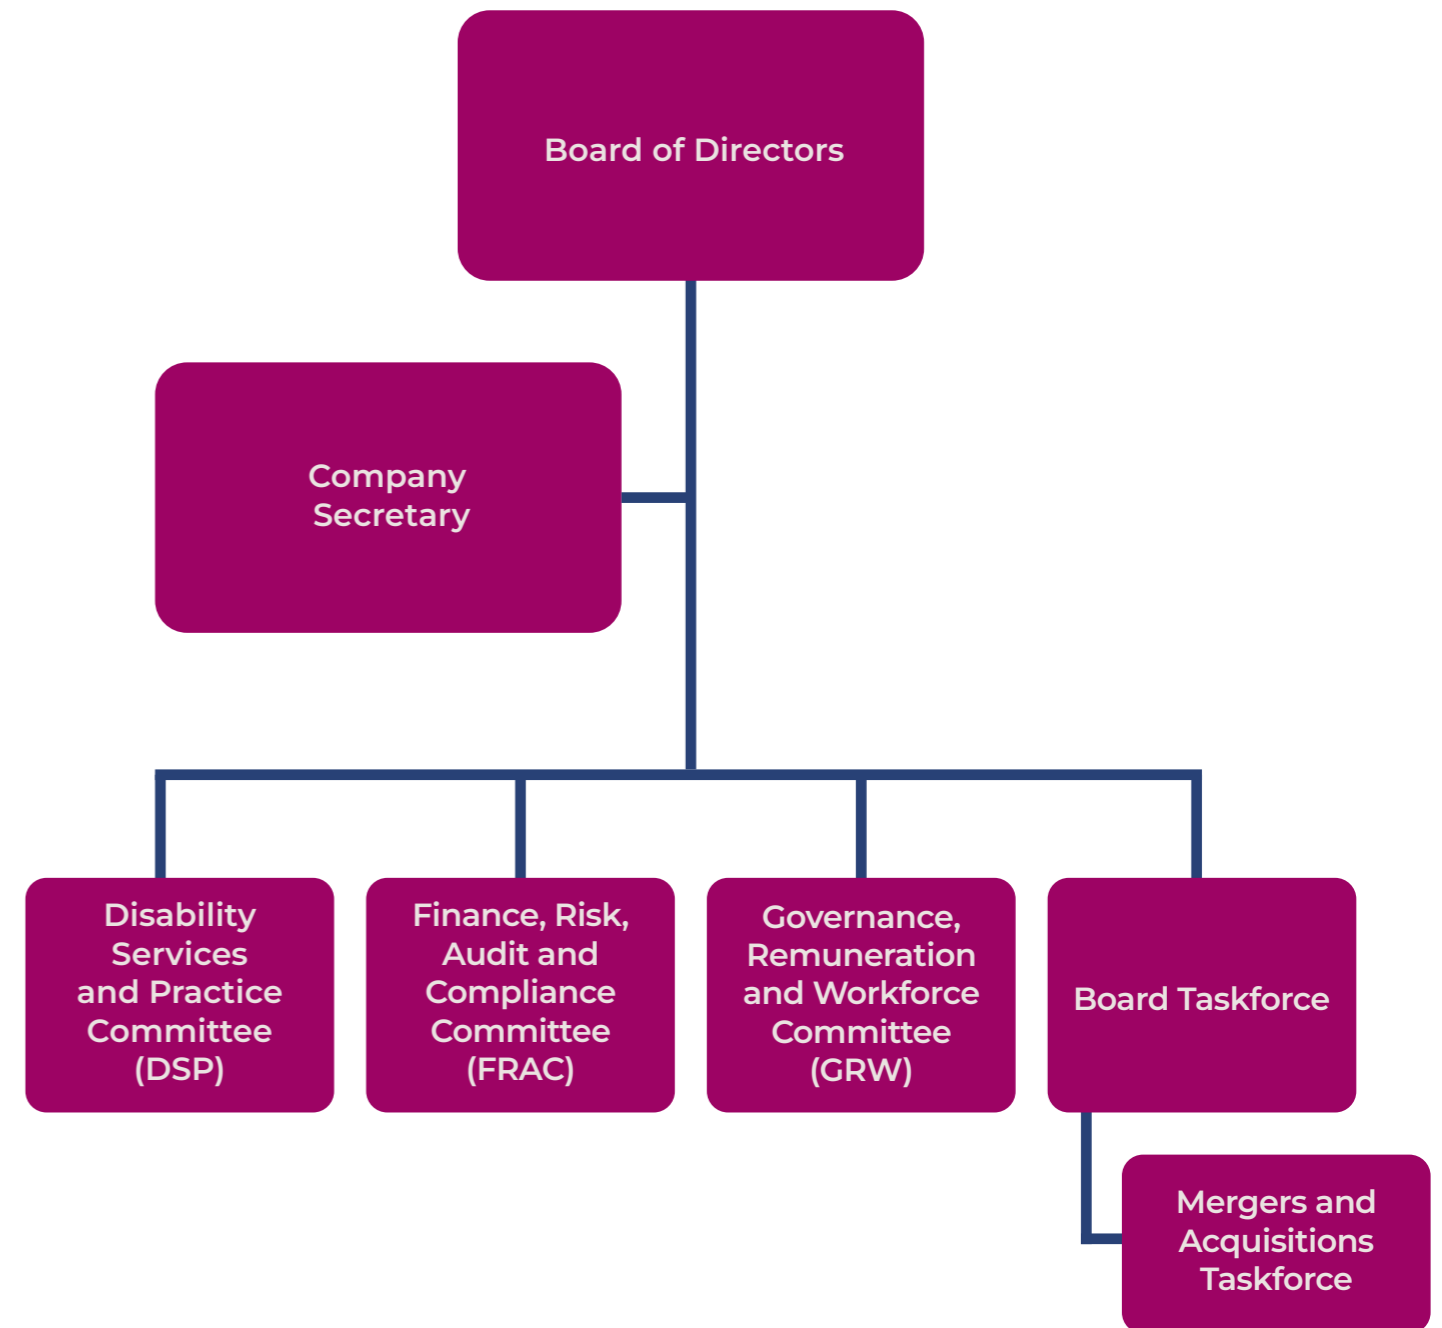 Board of Directors
Company
Secretary
Disability
Services
and Practice
Committee
(DSP)
Finance, Risk,
Audit and
Compliance
Committee
(FRAC)
Governance,
Remuneration
and Workforce
Committee
(GRW)
Board Taskforce
Mergers and
Acquisitions
Taskforce